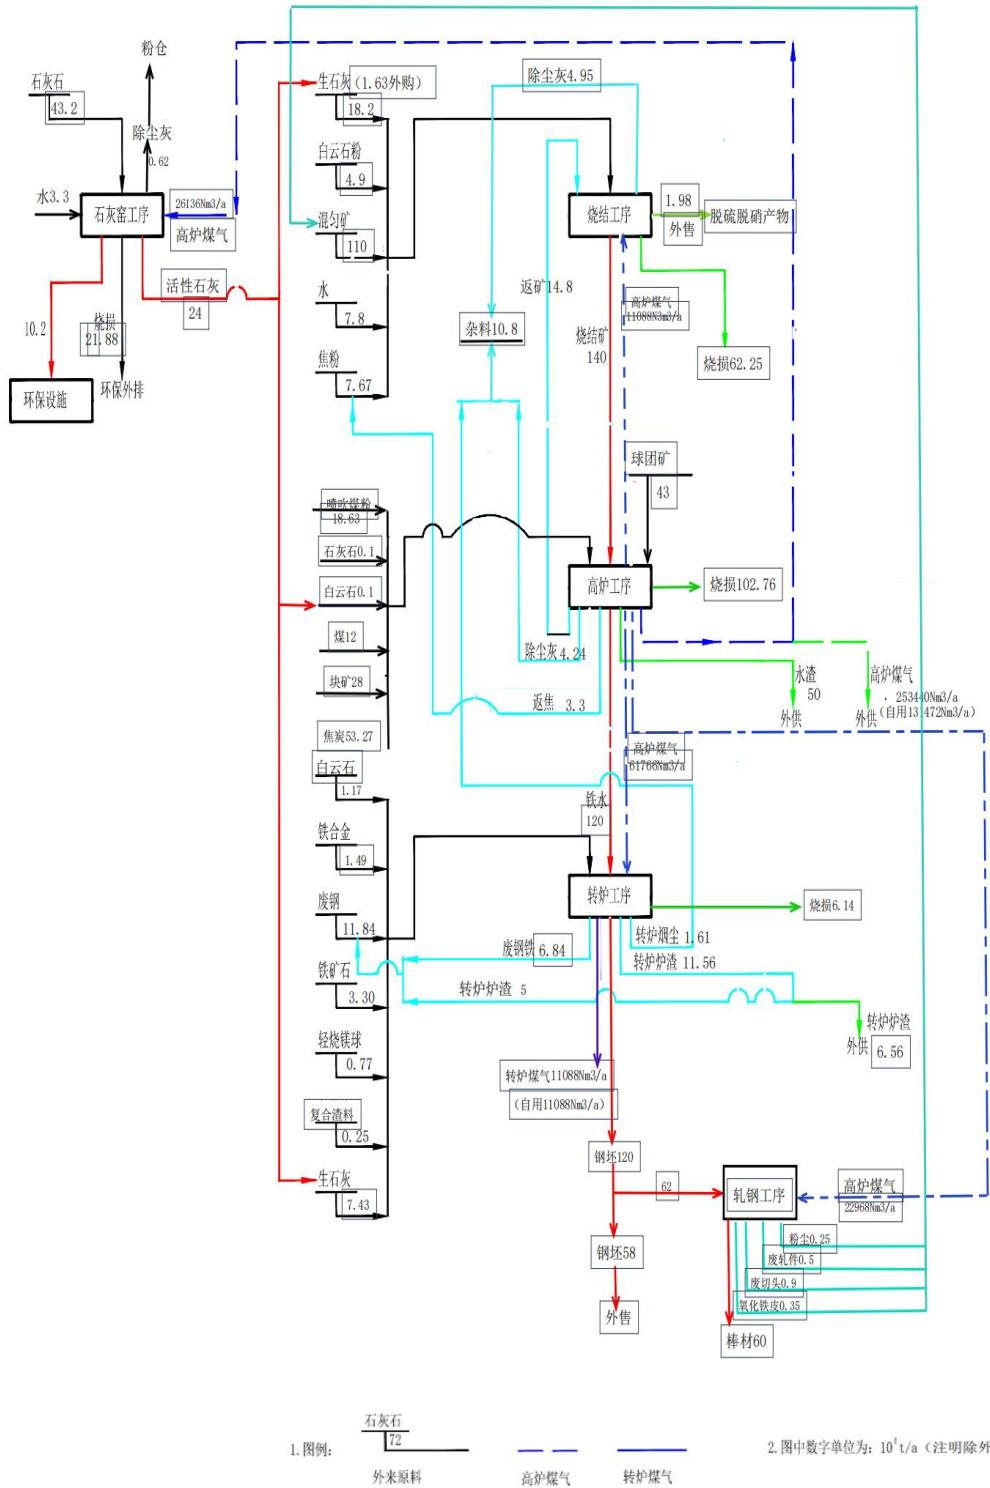 粉仓
石灰石
43.2
除尘灰
0.62
水3.3
石灰窑工序
26136Nm3/a
高炉煤气
活性石灰
24
10.2
烧损
21.88
环保设施
环保外排
生石灰(1.63外购)
18.2
白云石粉
4.9
混匀矿
110
水
7.8
焦粉
7.67
除尘灰4.95
烧结工序
1.98
外售
脱硫脱硝产物
返矿14.8
高炉煤气
11088N3m3/a
杂料10.8
烧结矿
140
烧损62.25
球团矿
43
喷吹煤粉
18.63
石灰石0.1
白云石0.1
煤12
块矿28
焦炭53.27
高炉工序
烧损102.76
除尘灰4.24
返焦 3.3
水渣
50
外供
高炉煤气
253440Nm3/a
外供(自用131472Nm3/a)
高炉煤气
61766Nm3/a
白云石
1.17
铁合金
1.49
废钢
11.84
铁矿石
3.30
轻烧镁球
0.77
复合渣料
0.25
生石灰
7.43
铁水
120
转炉工序
烧损6.14
转炉烟尘 1.61
废钢铁6.84
转炉炉渣 11.56
转炉炉渣 5
转炉炉渣
外供 6.56
转炉煤气11088Nm3/a
(自用11088Nm3/a)
钢坯120
62
轧钢工序
高炉煤气
22968Nm3/a
钢坯58
外售
粉尘0.25
废轧件0.5
废切头0.9
氧化铁皮0.35
棒材60
1.图例:
石灰石
72
外来原料
高炉煤气
转炉煤气
2.图中数字单位为: 10⁴t/a(注明除外